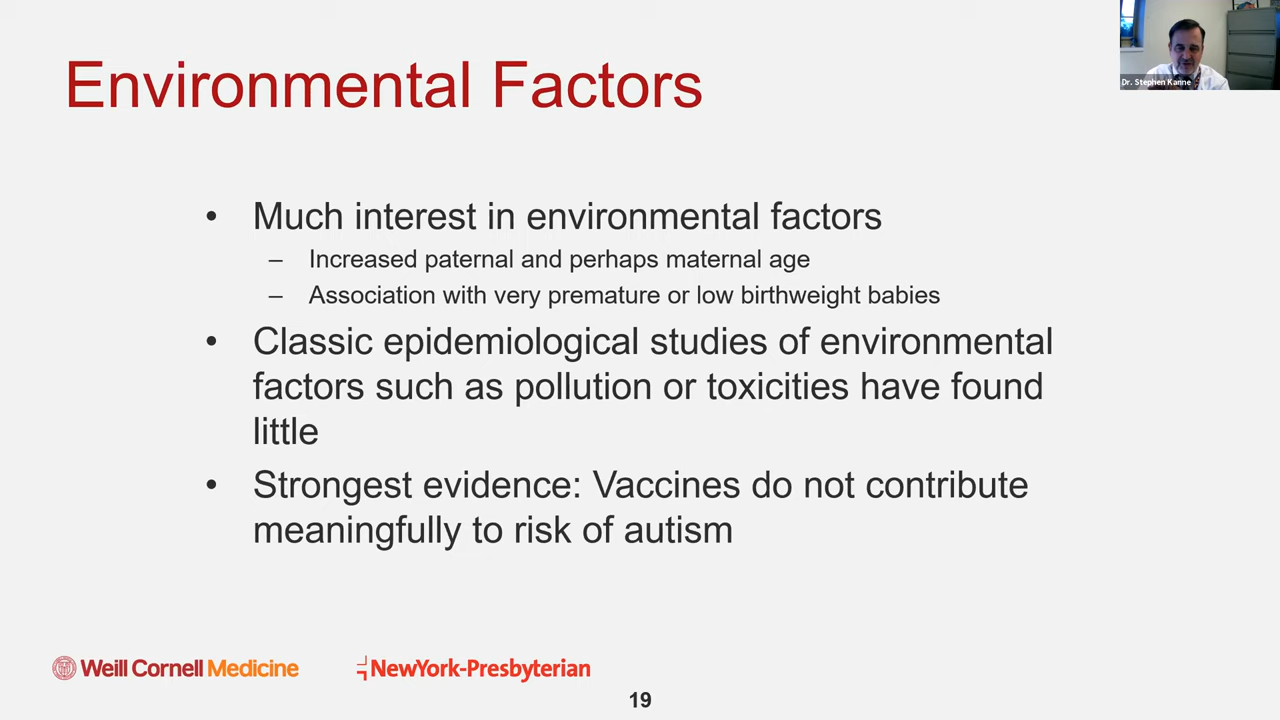 Environmental Factors
Dr. Stephen Kanne
• Much interest in environmental factors
– Increased paternal and perhaps maternal age
– Association with very premature or low birthweight babies
• Classic epidemiological studies of environmental
factors such as pollution or toxicities have found
little
• Strongest evidence: Vaccines do not contribute
meaningfully to risk of autism
Weill Cornell Medicine
NewYork-Presbyterian
19